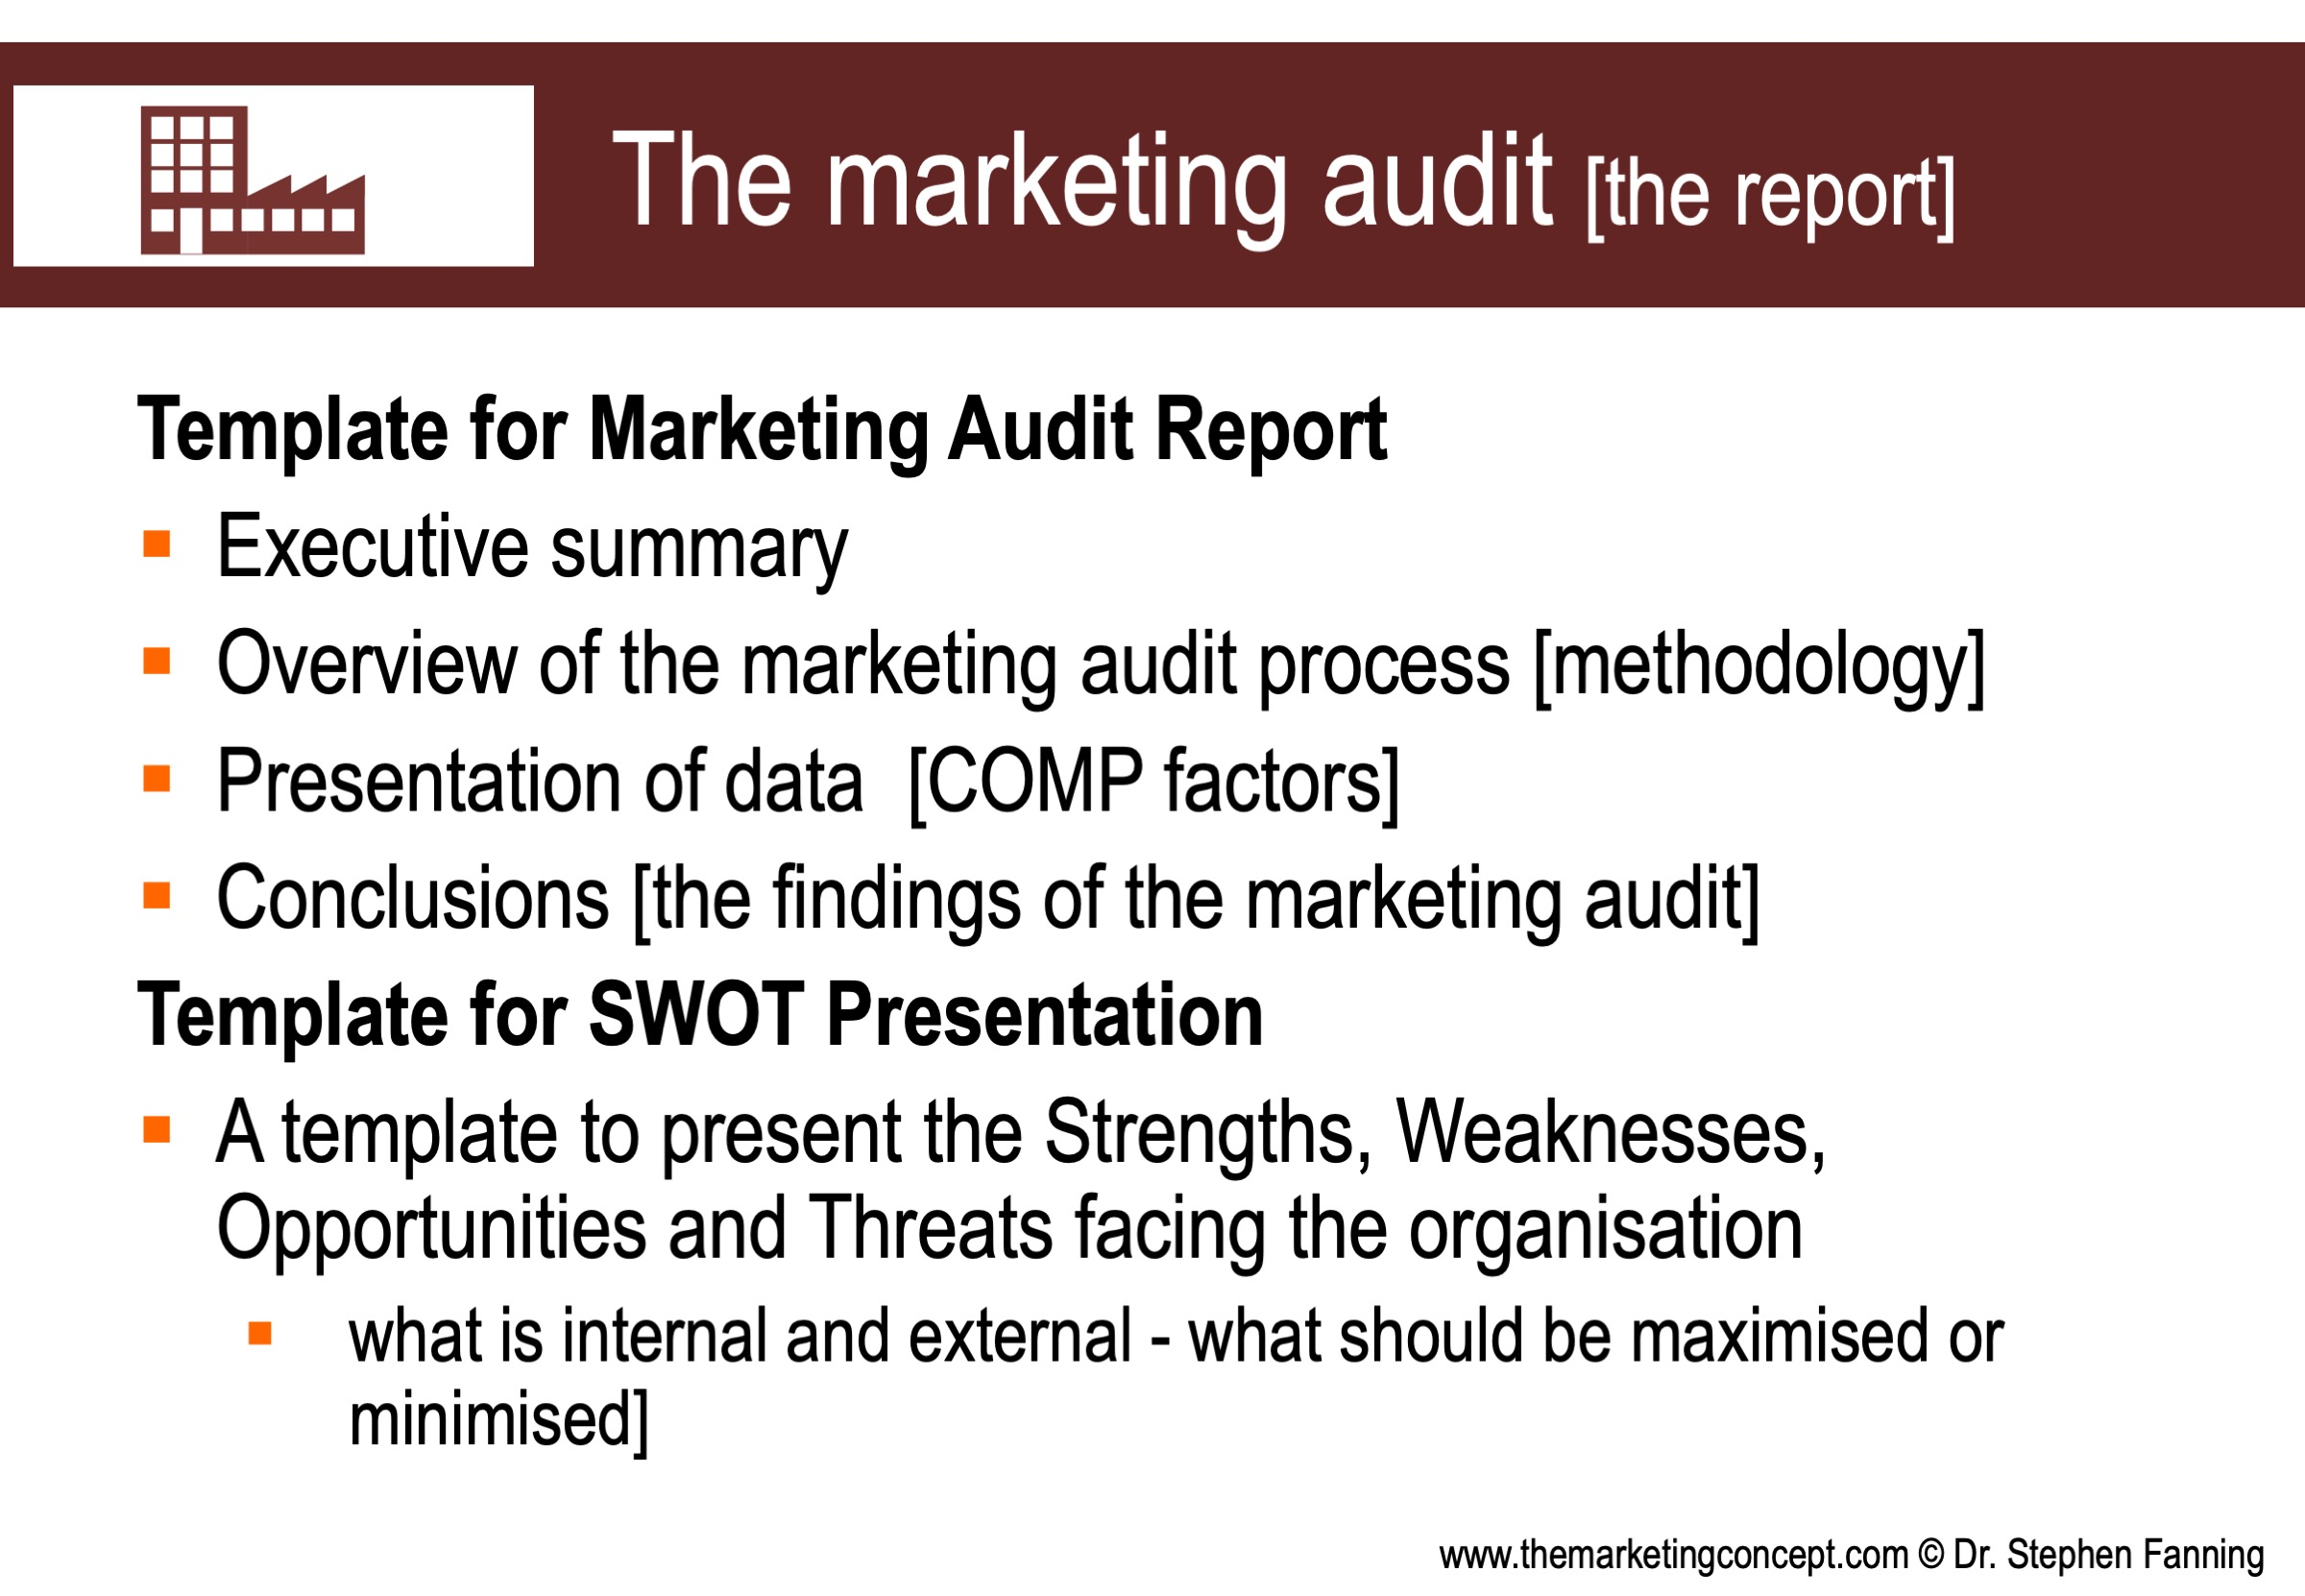 The marketing audit [the report]
Template for Marketing Audit Report
Executive summary
Overview of the marketing audit process [methodology]
Presentation of data  [COMP factors]
Conclusions [the findings of the marketing audit]
Template for SWOT Presentation
A template to present the Strengths, Weaknesses,
Opportunities and Threats facing the organisation
what is internal and external - what should be maximised or
minimised]
www.themarketingconcept.com © Dr. Stephen Fanning